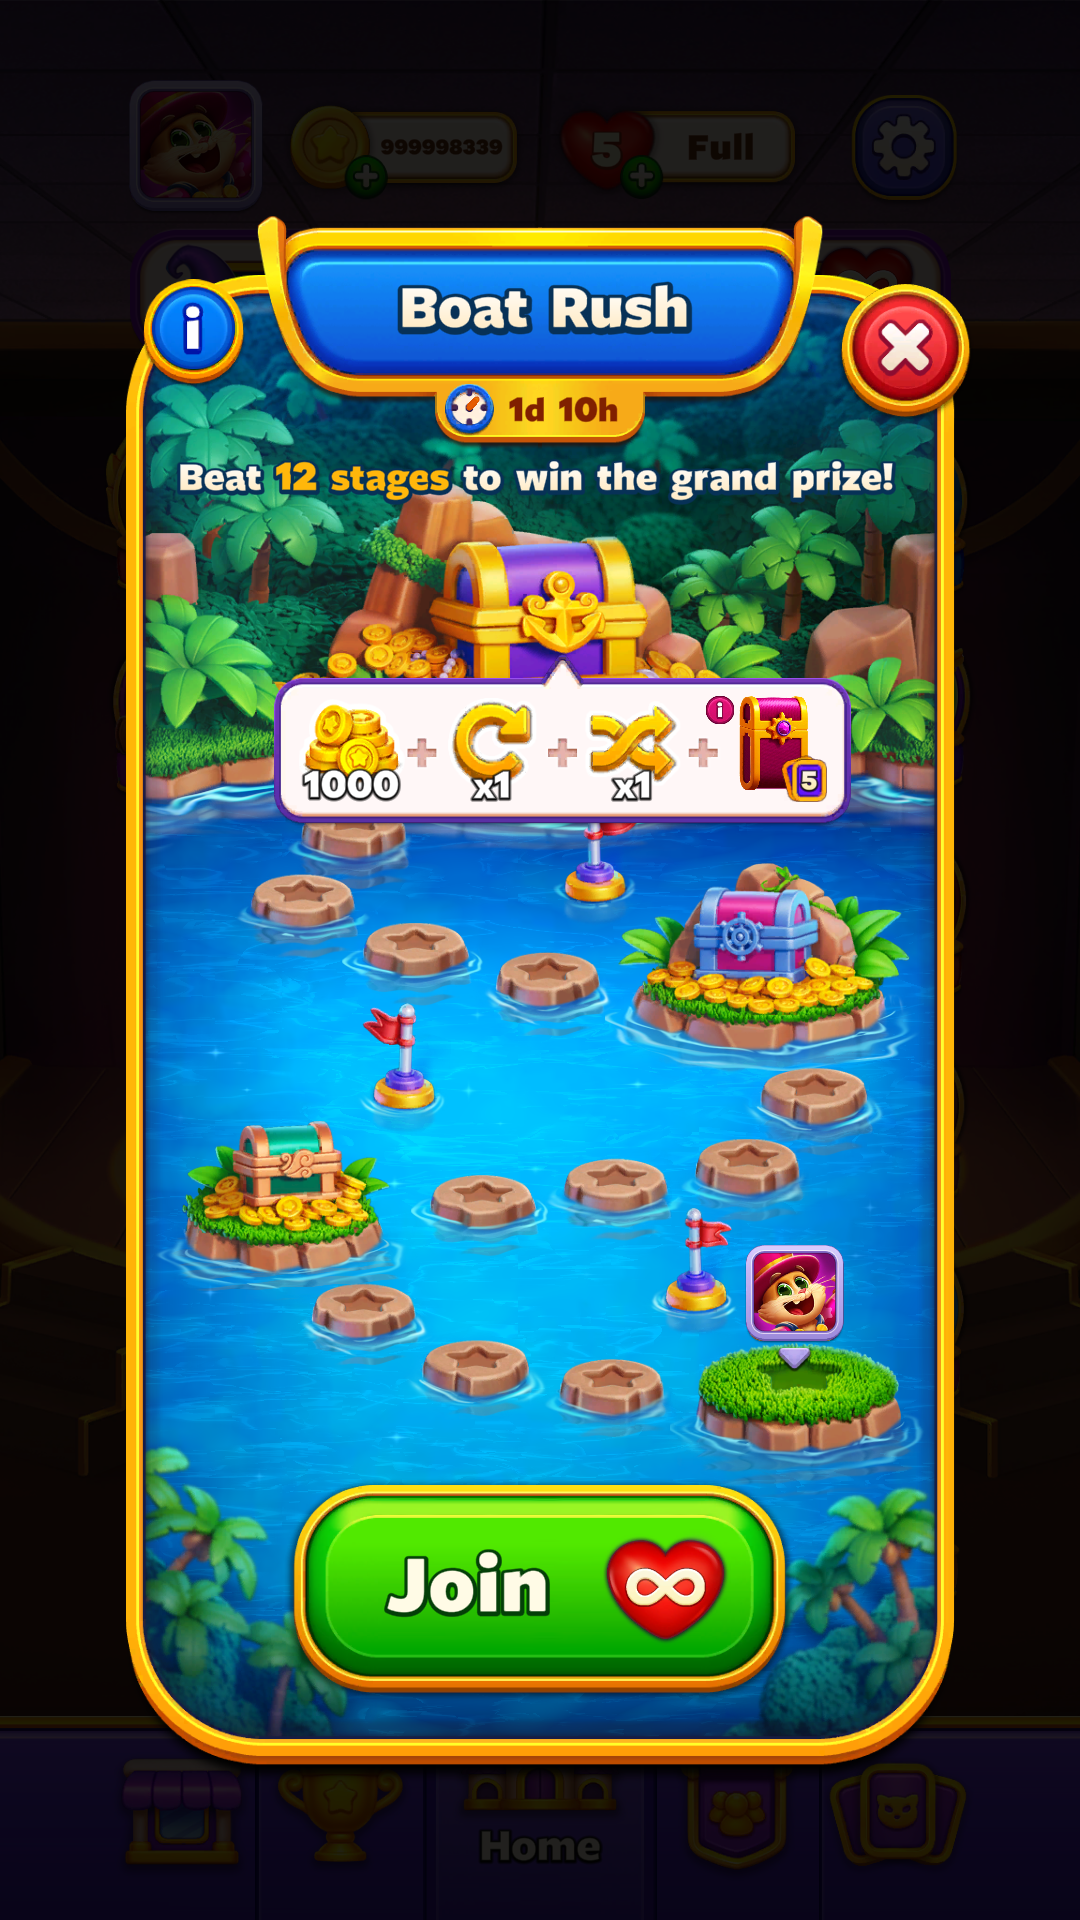 999998339
5
Full
Boat Rush
i
1d 10h
Beat 12 stages to win the grand prize!
1000
+
x1
+
x1
+
i
5
Join
Home